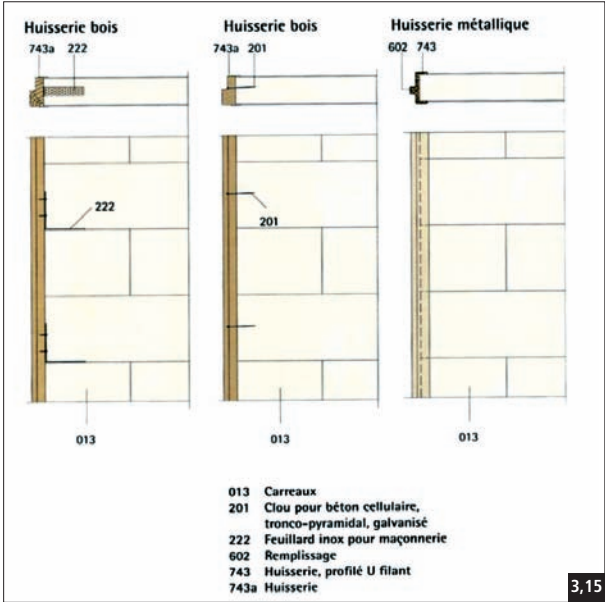 Huisserie bois
743a 222
222
013
Huisserie bois
743a 201
201
013
Huisserie métallique
602 743
013
013 Carreaux
201 Clou pour béton cellulaire,
tronco-pyramidal, galvanisé
222 Feuillard inox pour maçonnerie
602 Remplissage
743 Huisserie, profilé U filant
743a Huisserie
3,15